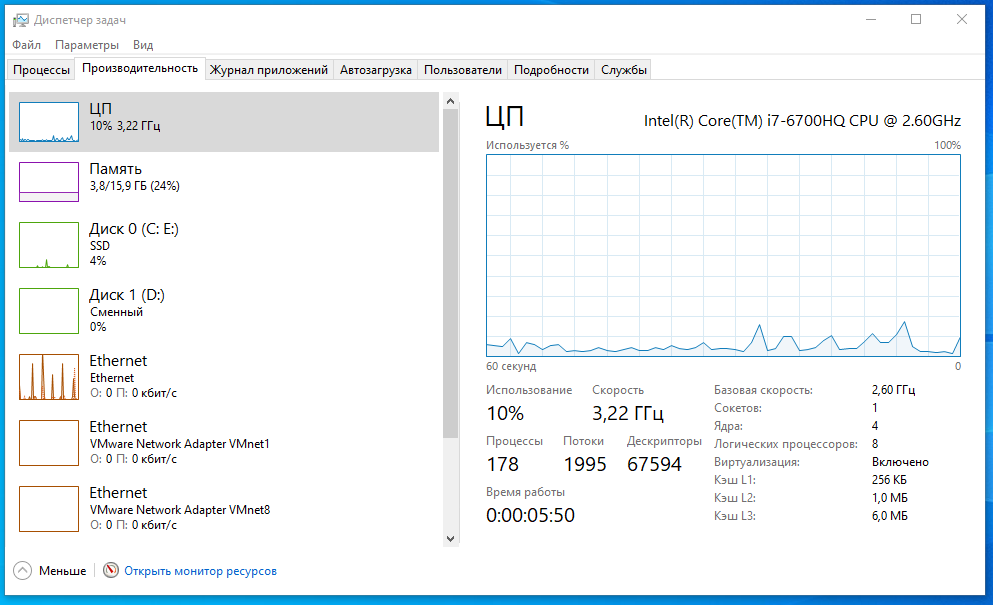 Диспетчер задач
Файл Параметры Вид
Процессы Производительность Журнал приложений Автозагрузка Пользователи Подробности Службы
ЦП
10% 3,22 ГГц
Память
3,8/15,9 ГБ (24%)
Диск 0 (C: E:)
SSD
4%
Диск 1 (D:)
Сменный
0%
Ethernet
Ethernet
О: 0 П: 0 кбит/с
Ethernet
VMware Network Adapter VMnet1
О: 0 П: 0 кбит/с
Ethernet
VMware Network Adapter VMnet8
О: 0 П: 0 кбит/с
ЦП Intel(R) Core(TM) i7-6700HQ CPU @ 2.60GHz
Используется % 100%
60 секунд 0
Использование Скорость
10% 3,22 ГГц
Процессы Потоки Дескрипторы
178 1995 67594
Время работы
0:00:05:50
Базовая скорость: 2,60 ГГц
Сокетов: 1
Ядра: 4
Логических процессоров: 8
Виртуализация: Включено
Кэш L1: 256 КБ
Кэш L2: 1,0 МБ
Кэш L3: 6,0 МБ
Меньше Открыть монитор ресурсов